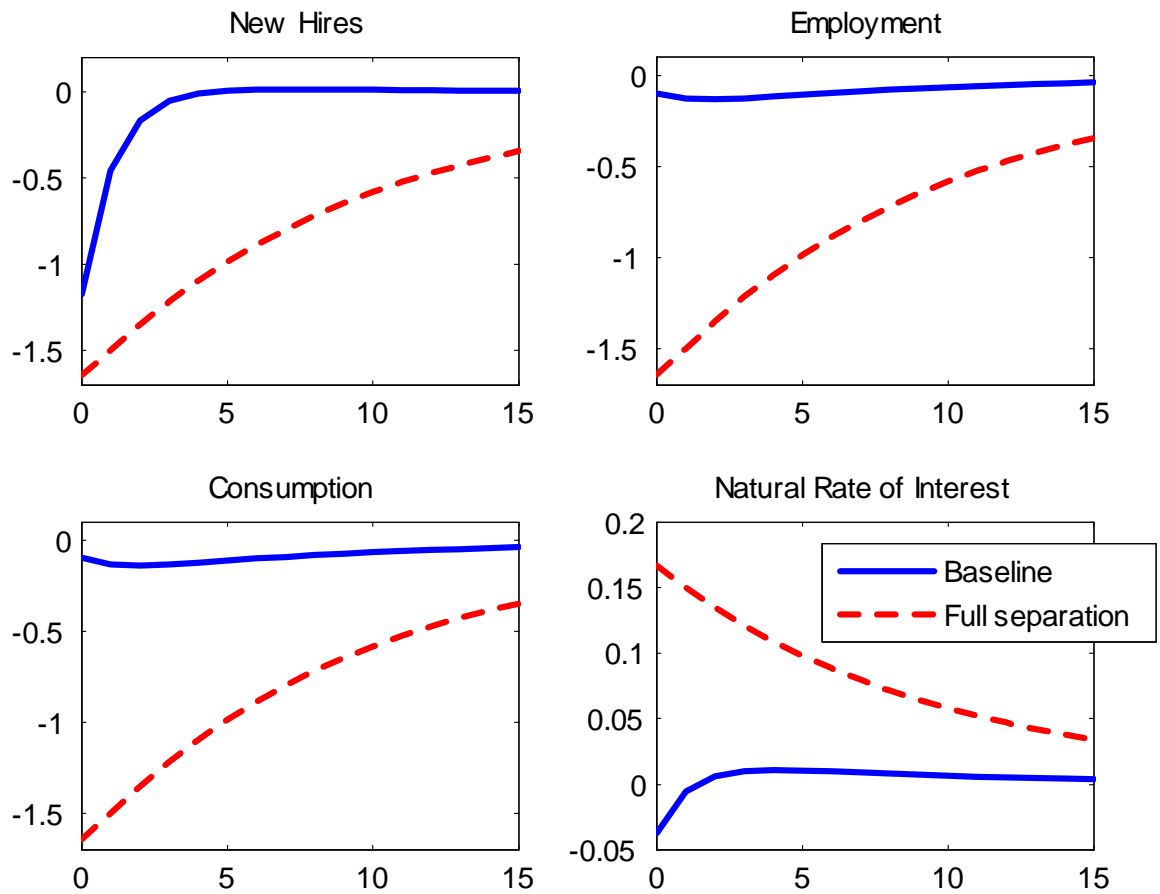 New Hires
Employment
0
-0.5
-1
-1.5
0 5 10 15
0
-0.5
-1
-1.5
0 5 10 15
Consumption
Natural Rate of Interest
0
-0.5
-1
-1.5
0 5 10 15
0.2
0.15
0.1
0.05
0
-0.05
0 5 10 15
Baseline
Full separation